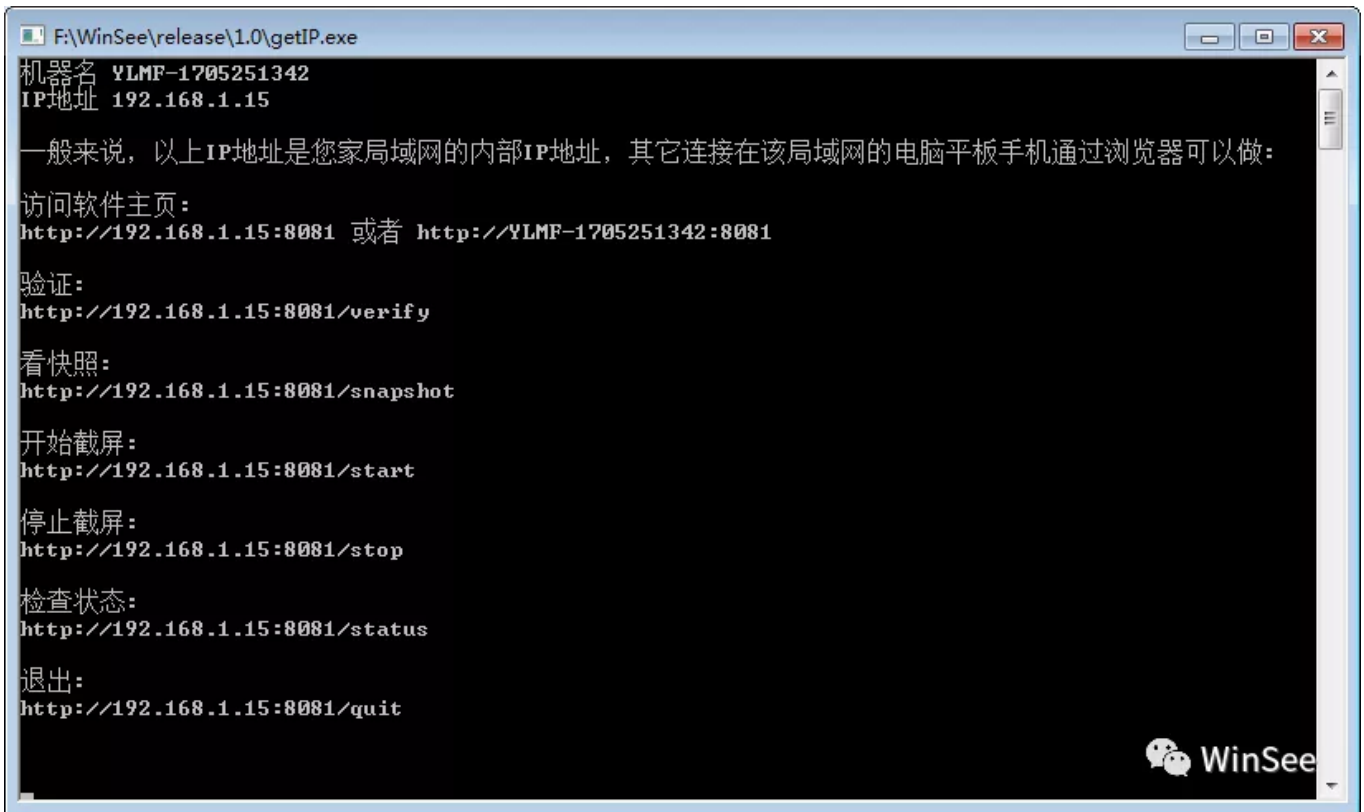 F:\WinSee\release\1.0\getIP.exe
机器名 YLMF-1705251342
IP地址 192.168.1.15
一般来说，以上IP地址是您家局域网的内部IP地址，其它连接在该局域网的电脑平板手机通过浏览器可以做：
访问软件主页：
http://192.168.1.15:8081 或者 http://YLMF-1705251342:8081
验证：
http://192.168.1.15:8081/verify
看快照：
http://192.168.1.15:8081/snapshot
开始截屏：
http://192.168.1.15:8081/start
停止截屏：
http://192.168.1.15:8081/stop
检查状态：
http://192.168.1.15:8081/status
退出：
http://192.168.1.15:8081/quit
WinSee